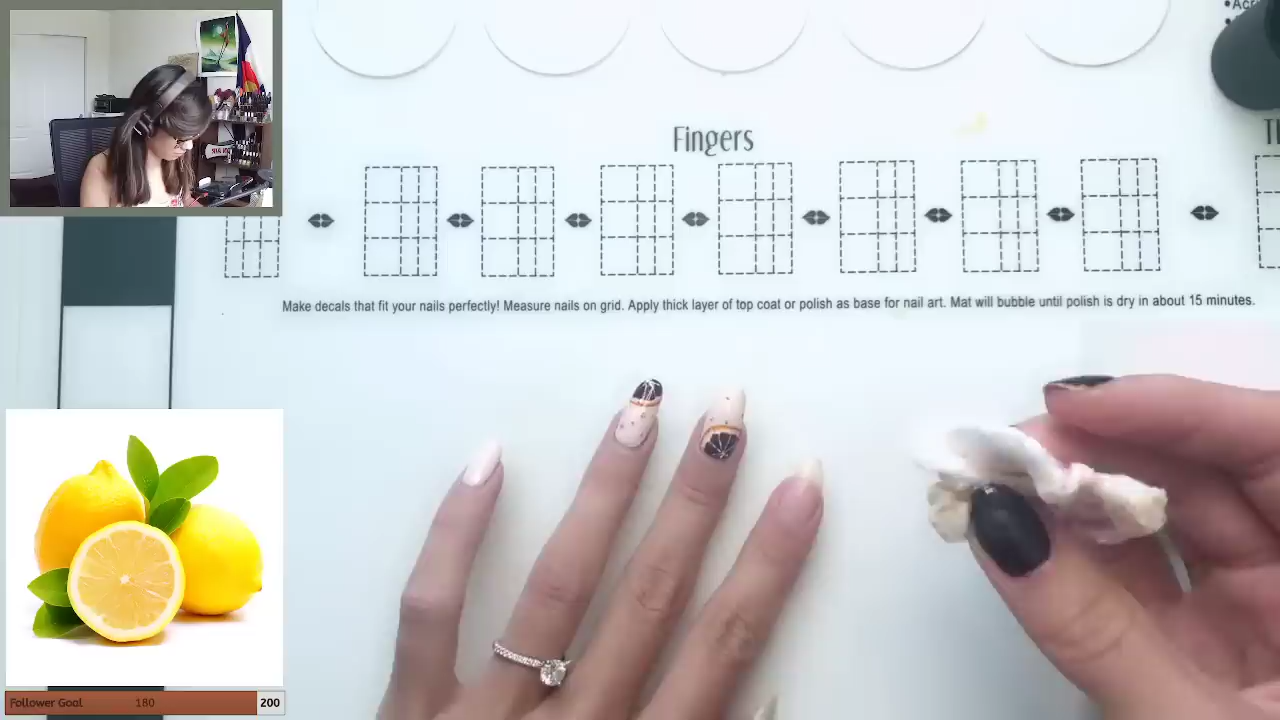 Fingers
Make decals that fit your nails perfectly! Measure nails on grid. Apply thick layer of top coat or polish as base for nail art. Mat will bubble until polish is dry in about 15 minutes.
Follower Goal 180 200